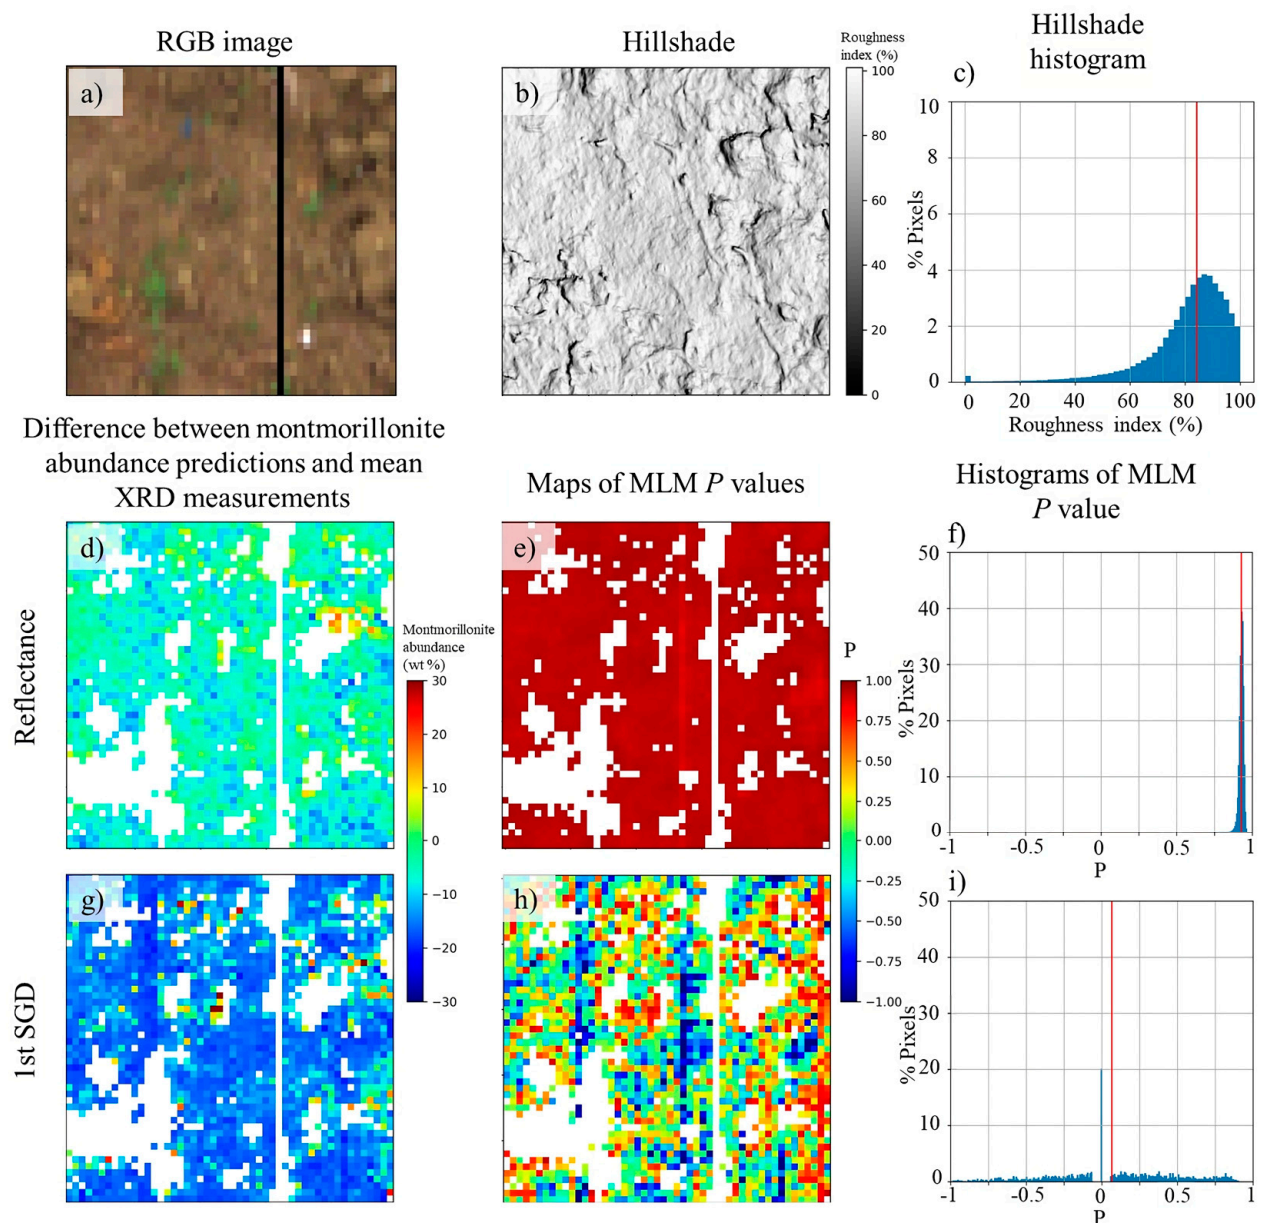 RGB image
Hillshade
Roughness
index (%)
Hillshade
histogram
a)
b)
c)
100
80
60
40
20
0
% Pixels
10
8
6
4
2
0
0 20 40 60 80 100
Roughness index (%)
Difference between montmorillonite
abundance predictions and mean
XRD measurements
Maps of MLM P values
Histograms of MLM
P value
Reflectance
d)
Montmorillonite
abundance
(wt %)
30
20
10
0
−10
−20
−30
e)
P
1.00
0.75
0.50
0.25
0.00
−0.25
−0.50
−0.75
−1.00
f)
% Pixels
50
40
30
20
10
0
-1 -0.5 0 0.5 1
P
1st SGD
g)
h)
i)
% Pixels
50
40
30
20
10
0
-1 -0.5 0 0.5 1
P